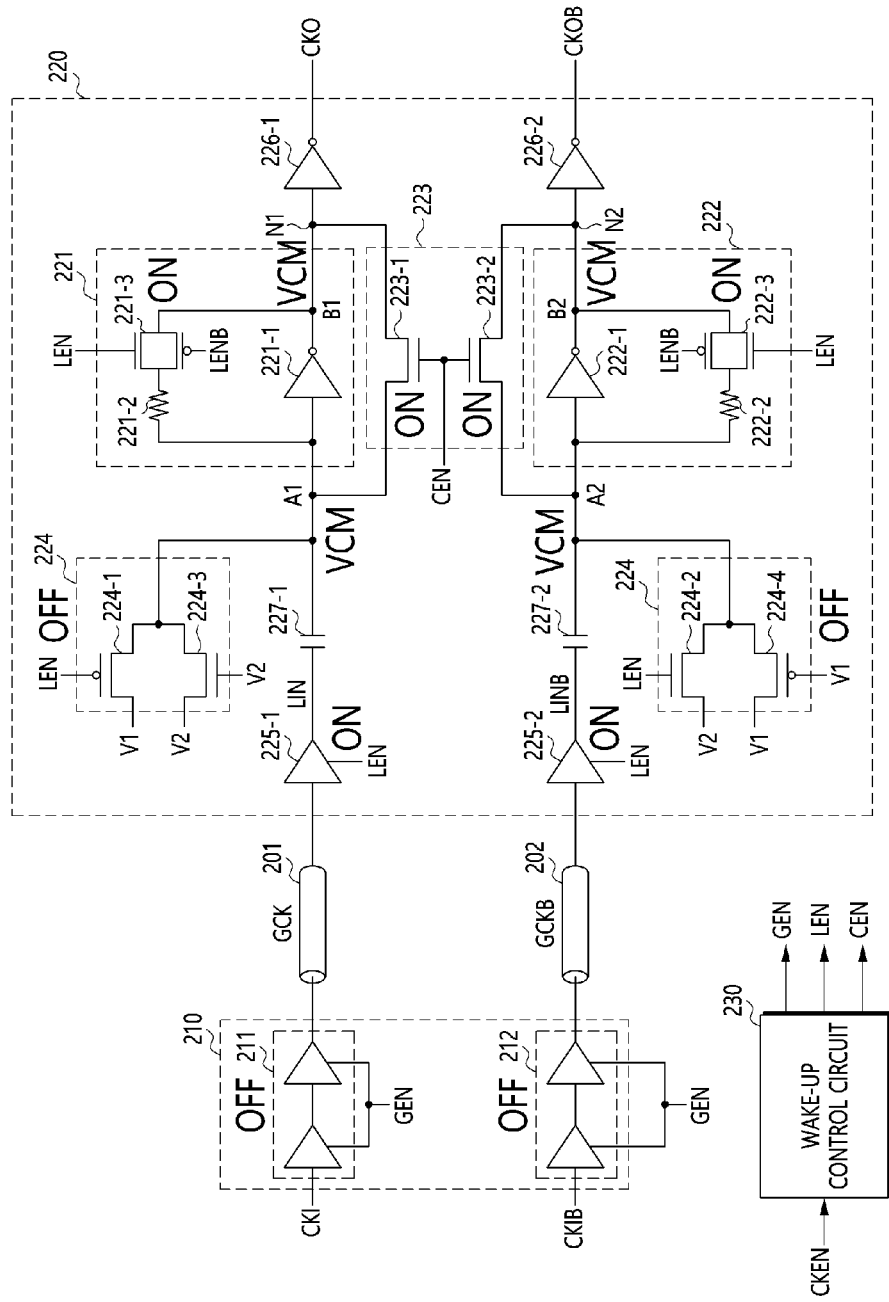 220
CKO
226-1
N1
221
221-3
ON
VCM
LEN
LENB
B1
221-1
221-2
A1
VCM
223
223-1
ON
CEN
ON
223-2
224
OFF
224-1
224-3
LEN
V1
V2
V2
227-1
LIN
225-1
ON
LEN
201
GCK
210
OFF
211
CKI
GEN
CKOB
226-2
N2
VCM
222
B2
ON
222-3
LENB
LEN
222-1
222-2
A2
VCM
224
224-2
224-4
OFF
LEN
V2
V1
V1
227-2
LINB
225-2
ON
LEN
202
GCKB
OFF
212
CKIB
GEN
230
WAKE-UP
CONTROL CIRCUIT
CKEN
GEN
LEN
CEN